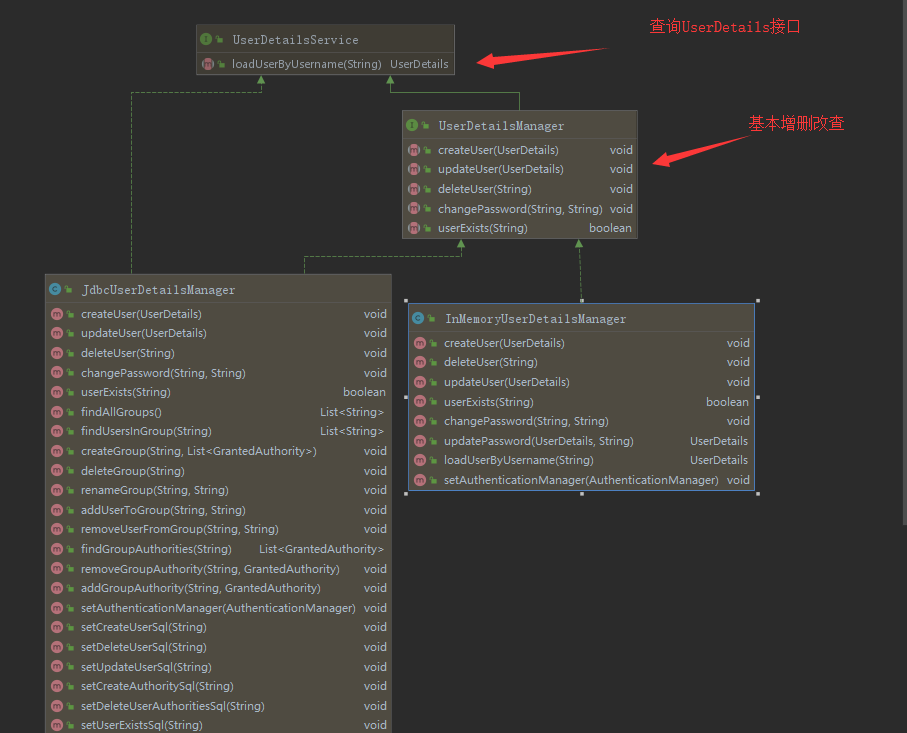 查询UserDetails接口
UserDetailsService
loadUserByUsername(String) UserDetails
基本增删改查
UserDetailsManager
createUser(UserDetails) void
updateUser(UserDetails) void
deleteUser(String) void
changePassword(String, String) void
userExists(String) boolean
JdbcUserDetailsManager
createUser(UserDetails) void
updateUser(UserDetails) void
deleteUser(String) void
changePassword(String, String) void
userExists(String) boolean
findAllGroups() List<String>
findUsersInGroup(String) List<String>
createGroup(String, List<GrantedAuthority>) void
deleteGroup(String) void
renameGroup(String, String) void
addUserToGroup(String, String) void
removeUserFromGroup(String, String) void
findGroupAuthorities(String) List<GrantedAuthority>
removeGroupAuthority(String, GrantedAuthority) void
addGroupAuthority(String, GrantedAuthority) void
setAuthenticationManager(AuthenticationManager) void
setCreateUserSql(String) void
setDeleteUserSql(String) void
setUpdateUserSql(String) void
setCreateAuthoritySql(String) void
setDeleteUserAuthoritiesSql(String) void
setUserExistsSql(String) void
InMemoryUserDetailsManager
createUser(UserDetails) void
deleteUser(String) void
updateUser(UserDetails) void
userExists(String) boolean
changePassword(String, String) void
updatePassword(UserDetails, String) UserDetails
loadUserByUsername(String) UserDetails
setAuthenticationManager(AuthenticationManager) void